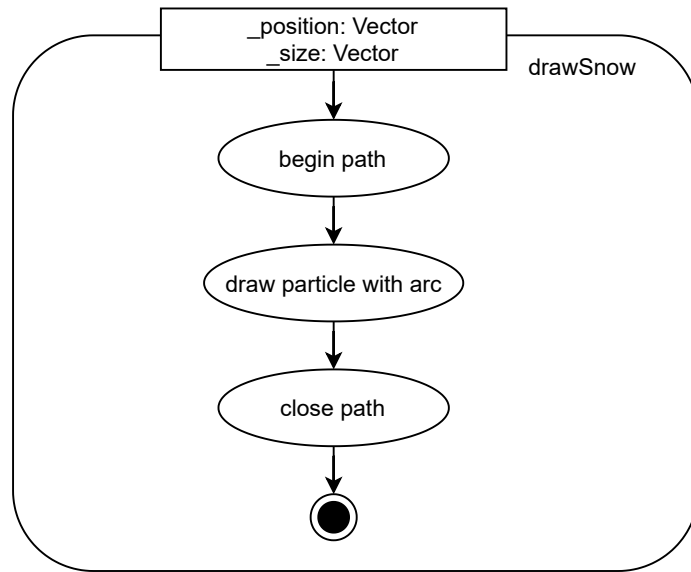 _position: Vector
_size: Vector
drawSnow
begin path
draw particle with arc
close path